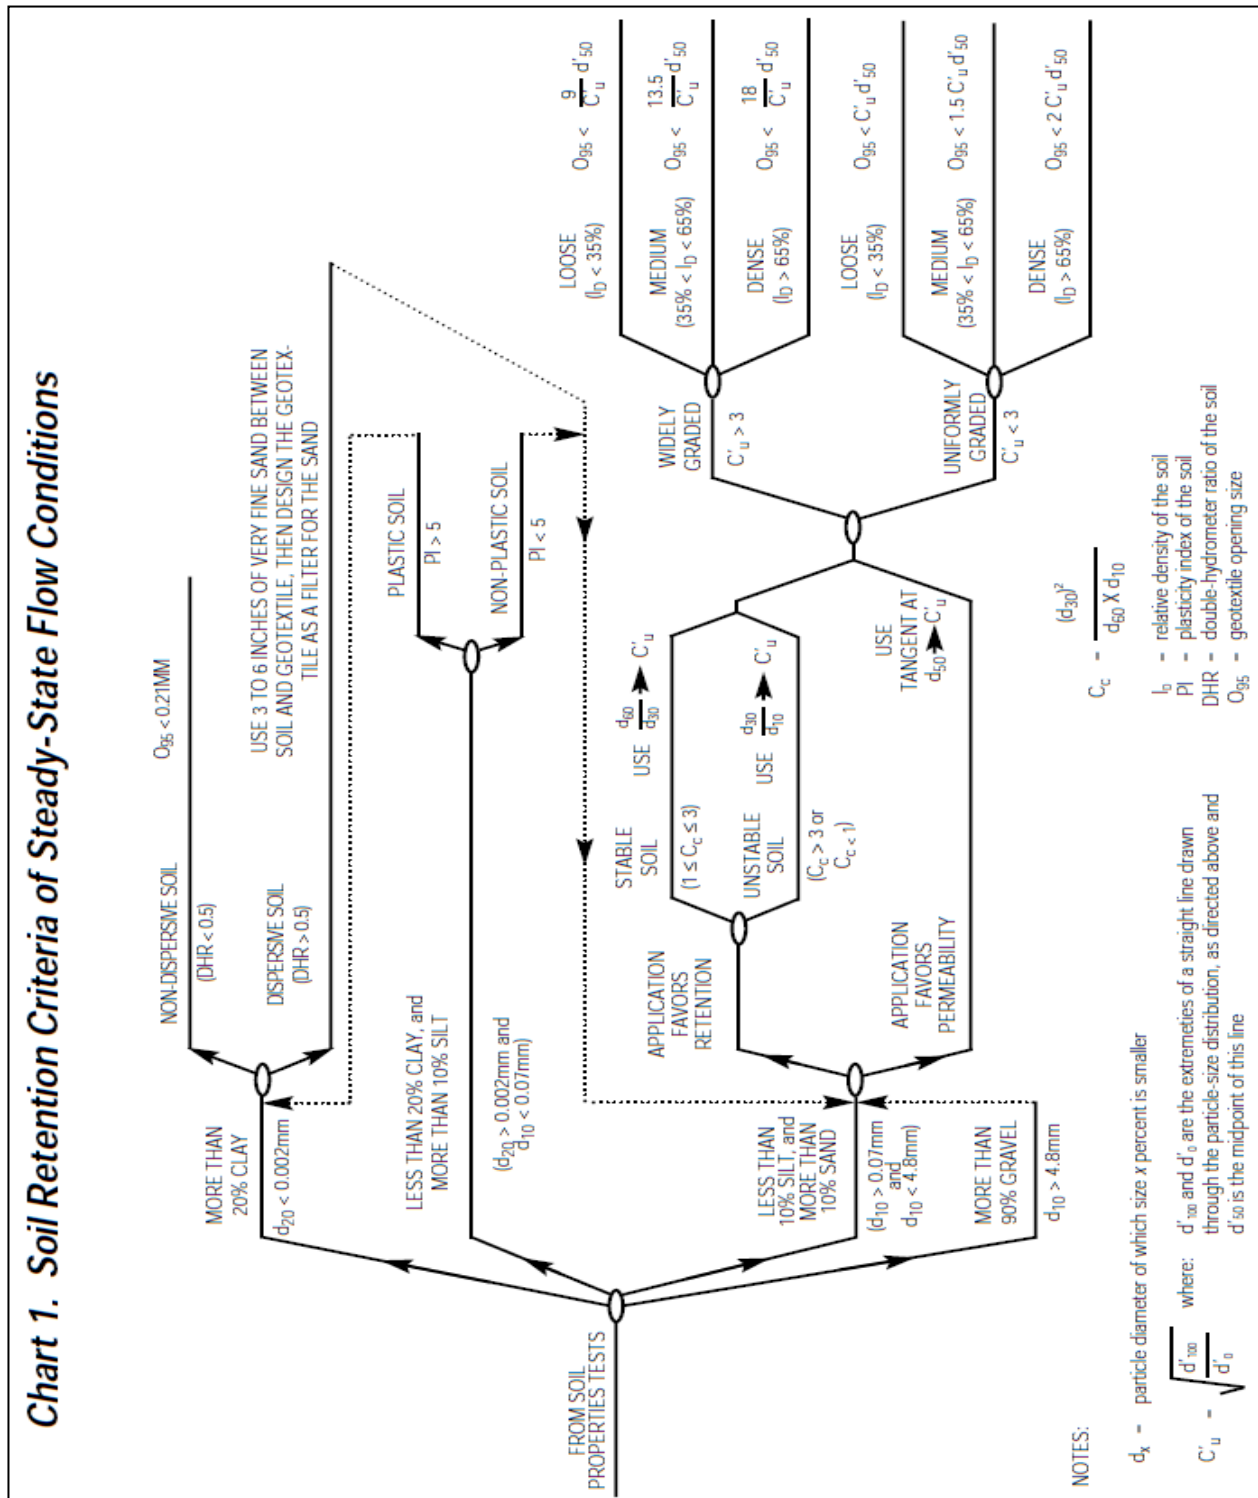 Chart 1. Soil Retention Criteria of Steady-State Flow Conditions
FROM SOIL
PROPERTIES TESTS
MORE THAN
20% CLAY
d20 < 0.002mm
NON-DISPERSIVE SOIL
(DHR < 0.5)
O95 < 0.21MM
DISPERSIVE SOIL
(DHR > 0.5)
USE 3 TO 6 INCHES OF VERY FINE SAND BETWEEN
SOIL AND GEOTEXTILE, THEN DESIGN THE GEOTEX-
TILE AS A FILTER FOR THE SAND
LESS THAN 20% CLAY, and
MORE THAN 10% SILT
(d20 > 0.002mm and
d10 < 0.07mm)
PLASTIC SOIL
PI > 5
NON-PLASTIC SOIL
PI < 5
LESS THAN
10% SILT, and
MORE THAN
10% SAND
(d10 > 0.07mm
and
d10 < 4.8mm)
MORE THAN
90% GRAVEL
d10 > 4.8mm
APPLICATION
FAVORS
RETENTION
STABLE
SOIL
(1 ≤ Cc ≤ 3)
USE d60/d30 → C'u
UNSTABLE
SOIL
(Cc > 3 or
Cc < 1)
USE d30/d10 → C'u
APPLICATION
FAVORS
PERMEABILITY
USE
TANGENT AT
d50 → C'u
WIDELY
GRADED
C'u > 3
LOOSE
(ID < 35%)
O95 < 9/C'u d'50
MEDIUM
(35% < ID < 65%)
O95 < 13.5/C'u d'50
DENSE
(ID > 65%)
O95 < 18/C'u d'50
UNIFORMLY
GRADED
C'u < 3
LOOSE
(ID < 35%)
O95 < C'u d'50
MEDIUM
(35% < ID < 65%)
O95 < 1.5 C'u d'50
DENSE
(ID > 65%)
O95 < 2 C'u d'50
NOTES:
dx = particle diameter of which size x percent is smaller
C'u = √(d'100/d'0) where: d'100 and d'0 are the extremeties of a straight line drawn
through the particle-size distribution, as directed above and
d'50 is the midpoint of this line
Cc = (d30)²/d60 X d10
ID = relative density of the soil
PI = plasticity index of the soil
DHR = double-hydrometer ratio of the soil
O95 = geotextile opening size